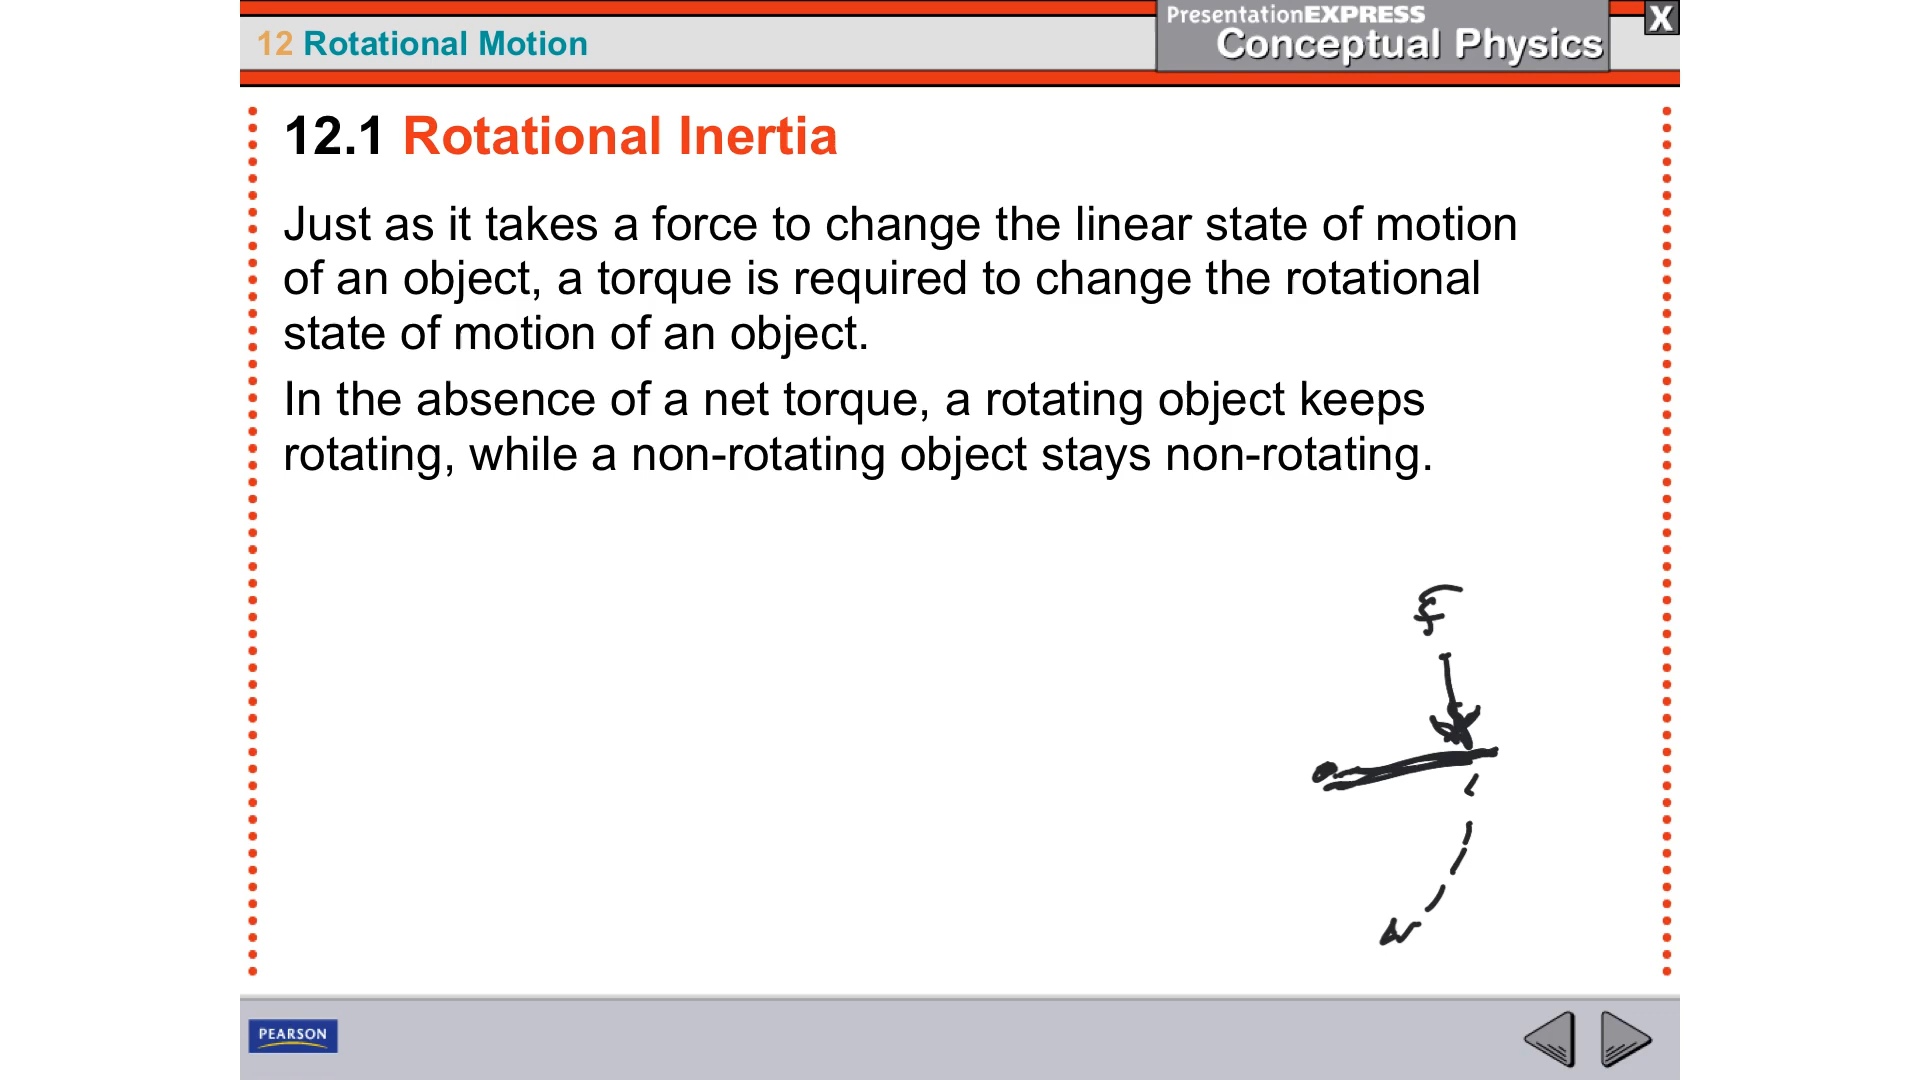 12 Rotational Motion
PresentationEXPRESS
Conceptual Physics
X
12.1 Rotational Inertia
Just as it takes a force to change the linear state of motion
of an object, a torque is required to change the rotational
state of motion of an object.
In the absence of a net torque, a rotating object keeps
rotating, while a non-rotating object stays non-rotating.
F
PEARSON